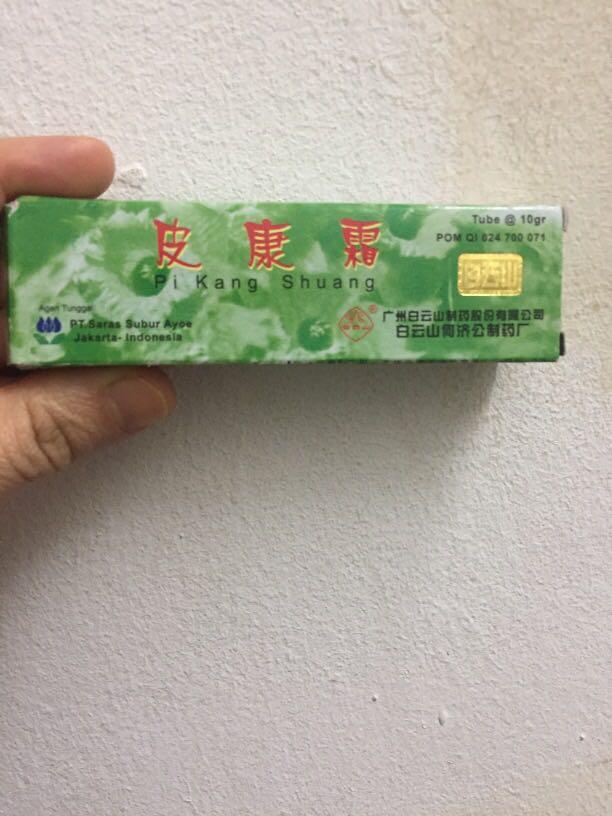 Tube @ 10gr
POM QI 024 700 071
皮康霜
Pi Kang Shuang
白云山
Agen Tunggal
PT.Saras Subur Ayoe
Jakarta- Indonesia
广州白云山制药股份有限公司
白云山何济公制药厂